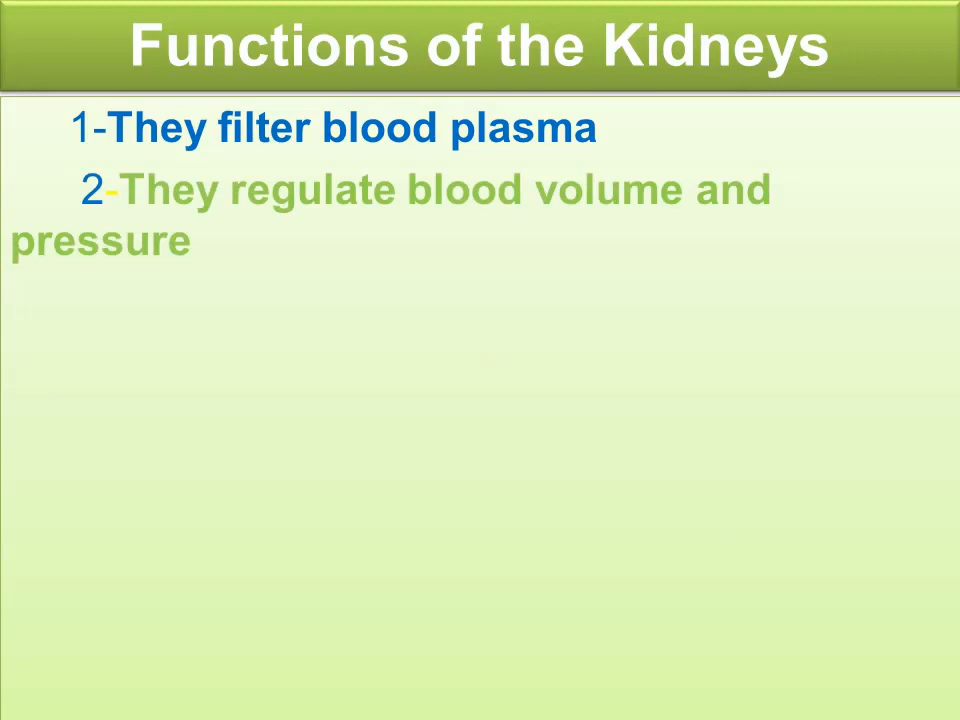 Functions of the Kidneys
1-They filter blood plasma
2-They regulate blood volume and
pressure